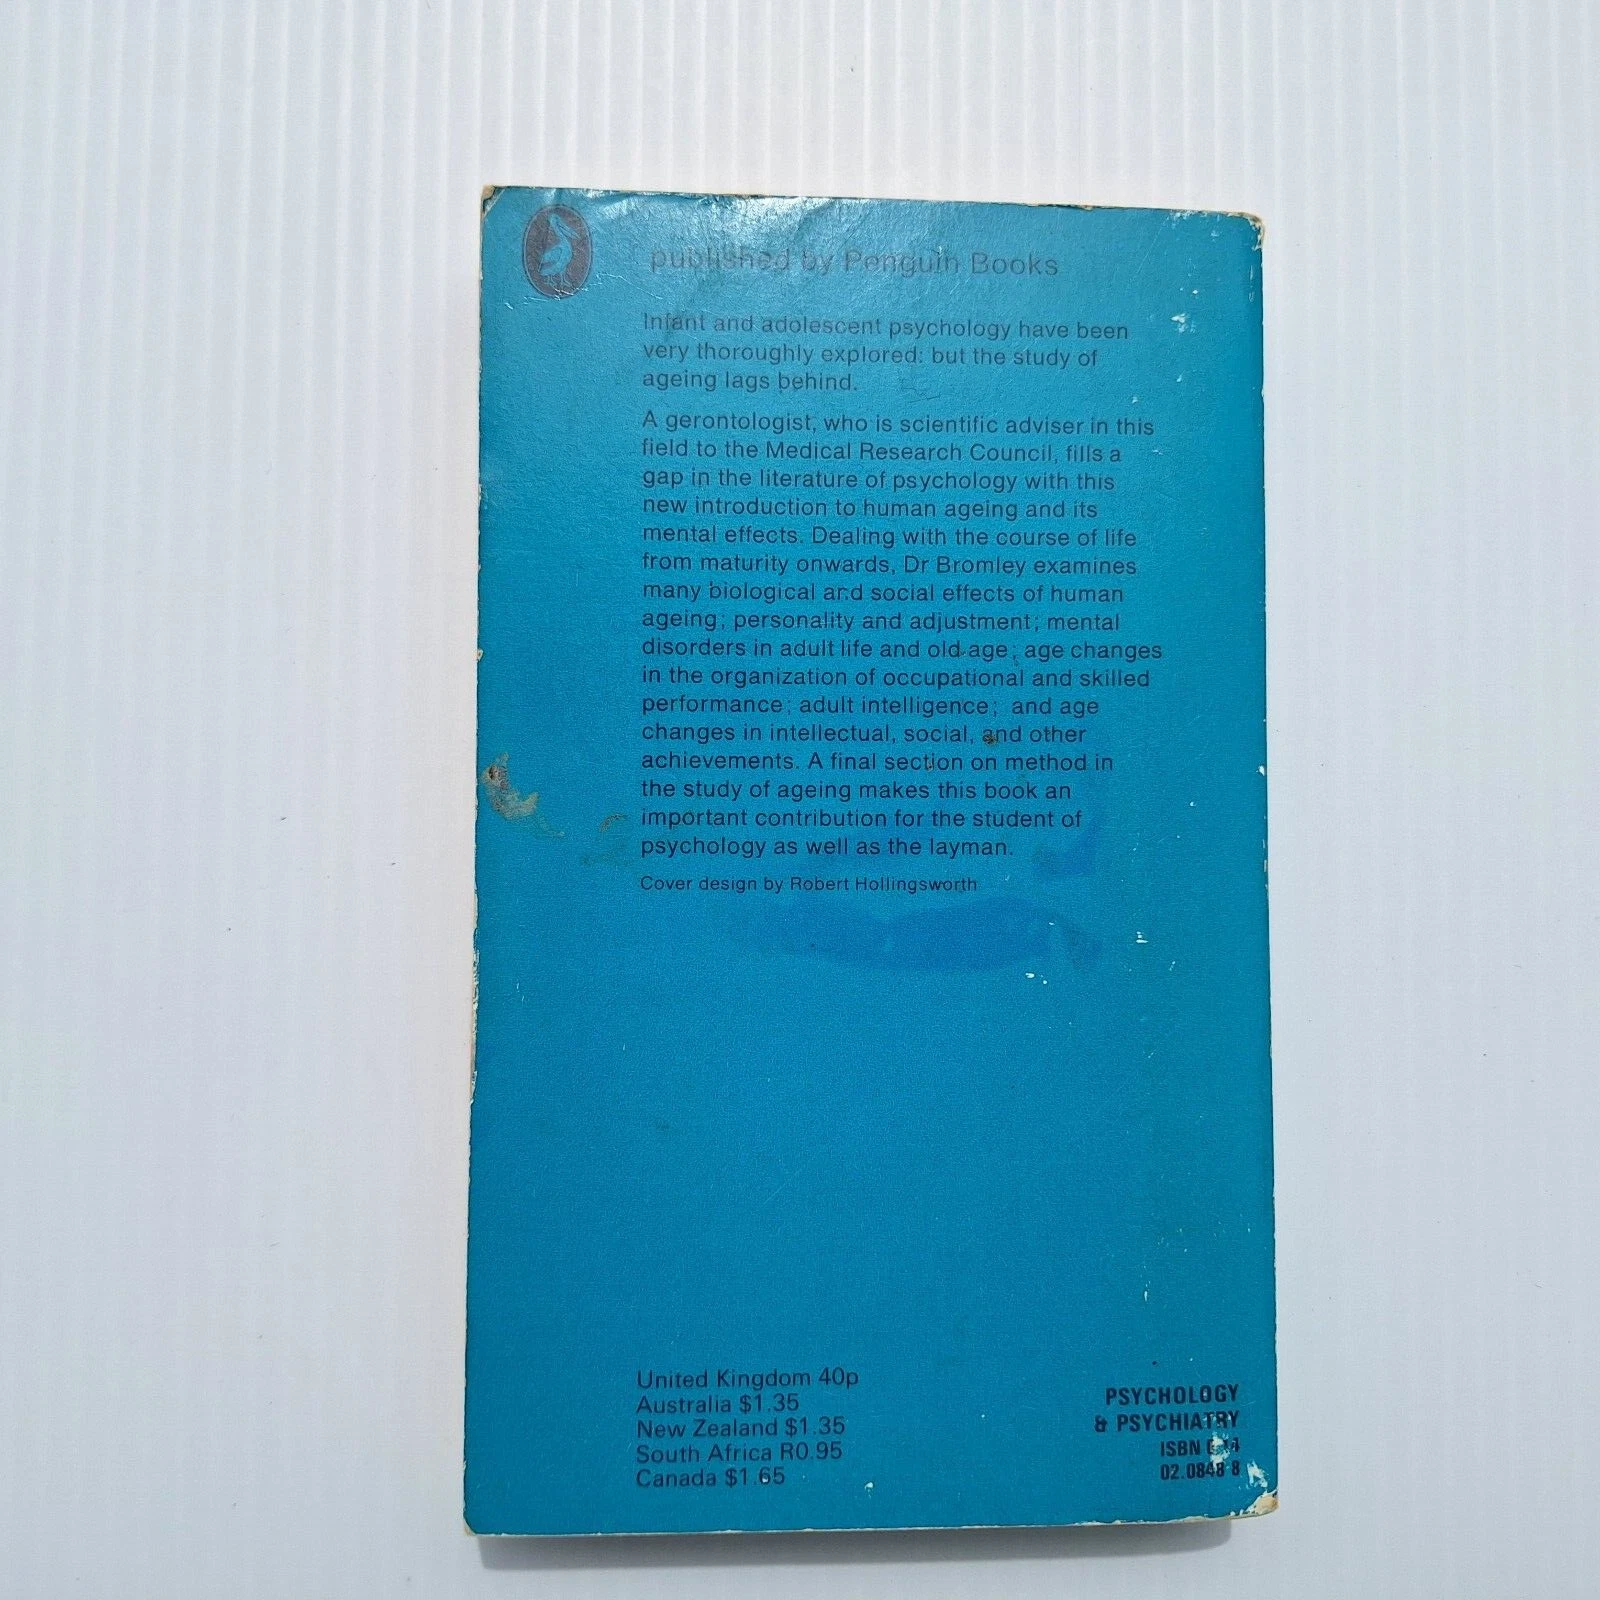 published by Penguin Books
Infant and adolescent psychology have been
very thoroughly explored: but the study of
ageing lags behind.
A gerontologist, who is scientific adviser in this
field to the Medical Research Council, fills a
gap in the literature of psychology with this
new introduction to human ageing and its
mental effects. Dealing with the course of life
from maturity onwards, Dr Bromley examines
many biological and social effects of human
ageing; personality and adjustment; mental
disorders in adult life and old age; age changes
in the organization of occupational and skilled
performance; adult intelligence; and age
changes in intellectual, social, and other
achievements. A final section on method in
the study of ageing makes this book an
important contribution for the student of
psychology as well as the layman.
Cover design by Robert Hollingsworth
United Kingdom 40p
Australia $1.35
New Zealand $1.35
South Africa R0.95
Canada $1.65
PSYCHOLOGY
& PSYCHIATRY
ISBN
02.0848 8